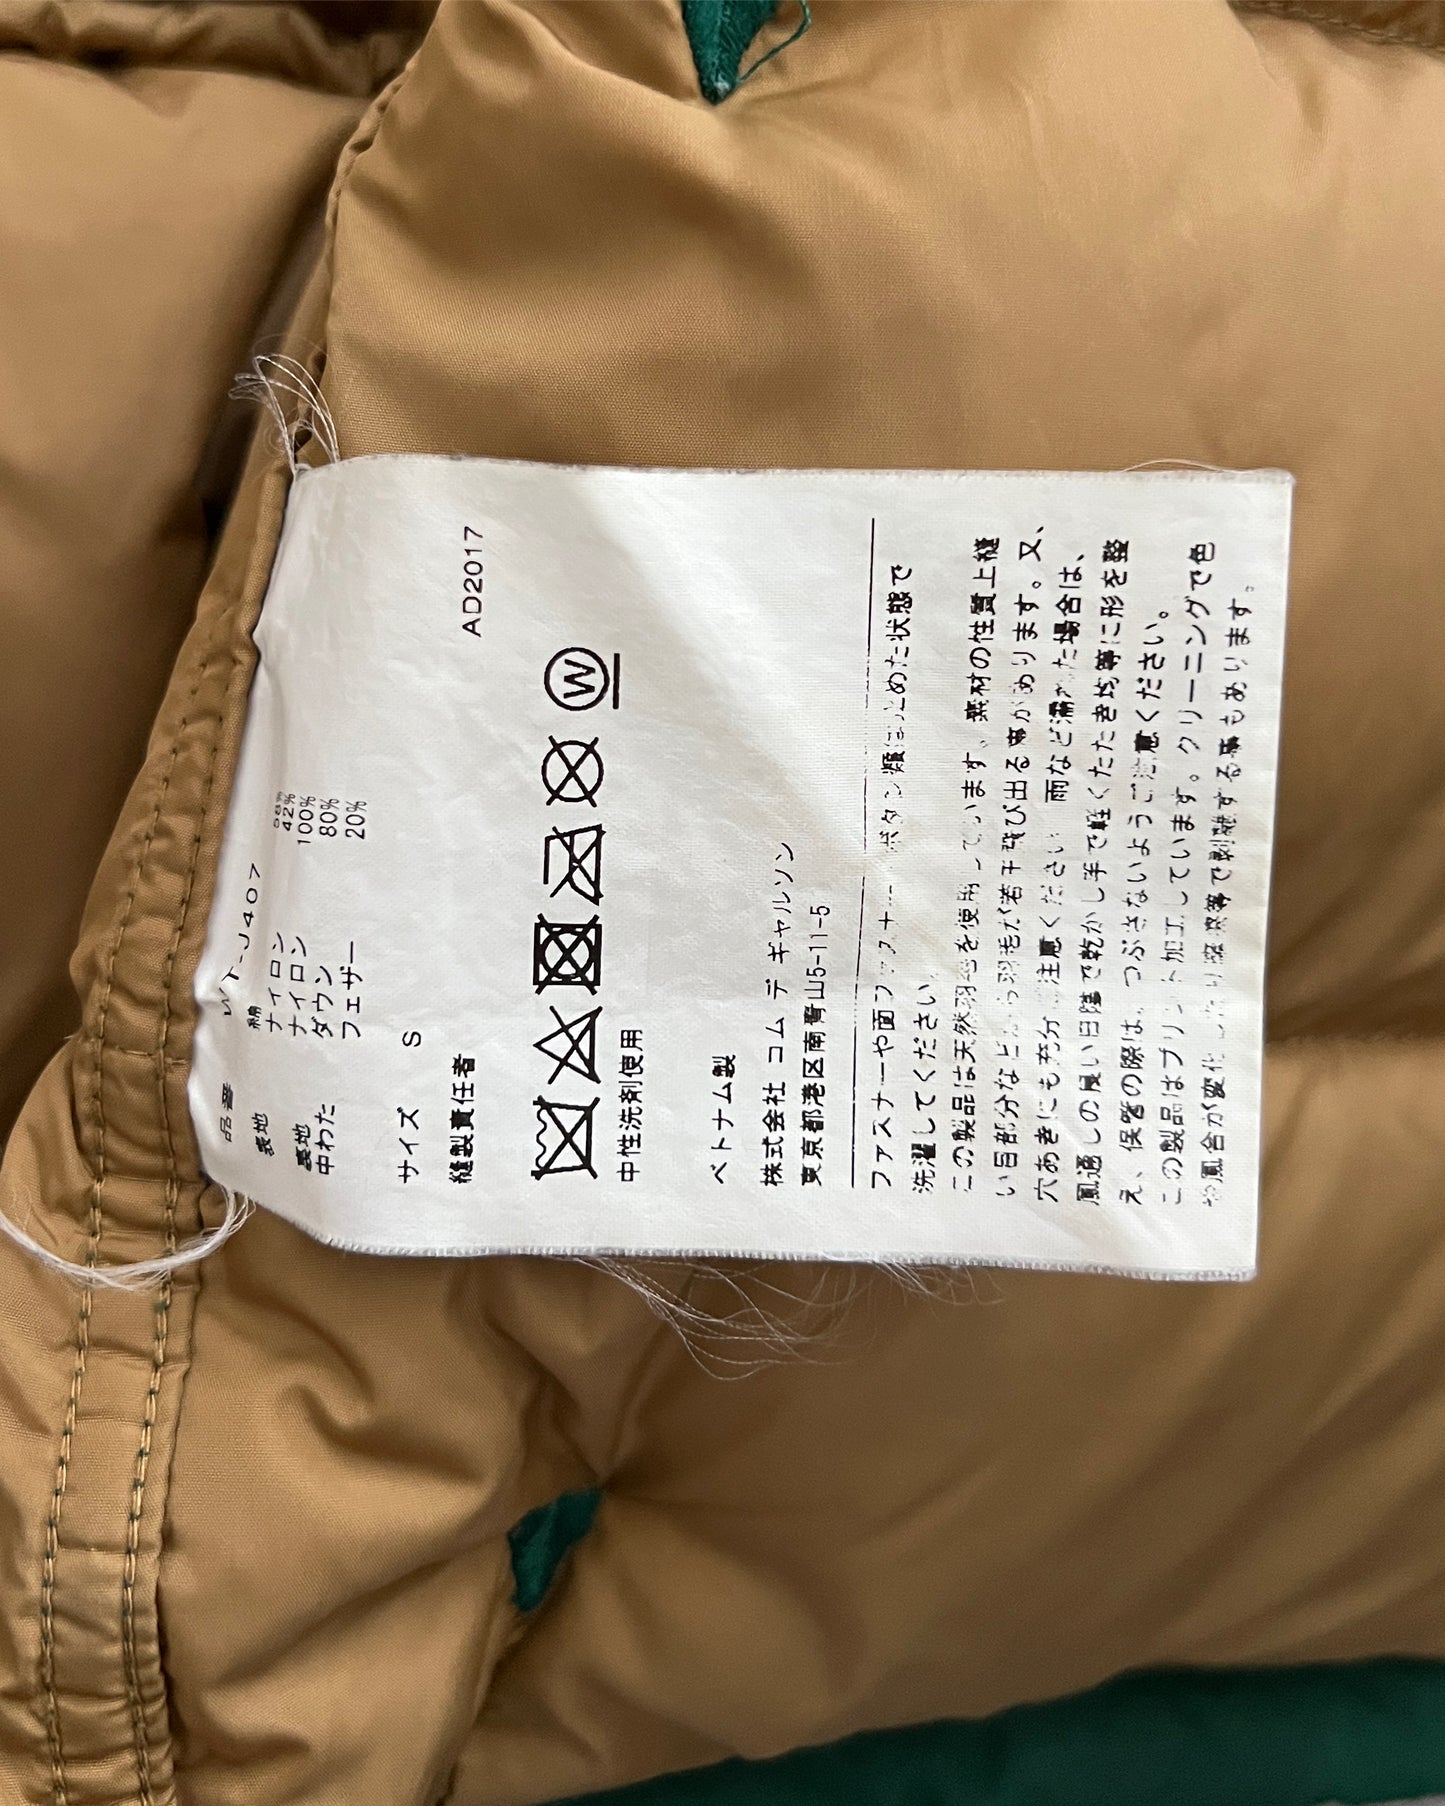 品番 WT-J407
表地 綿 58%
ナイロン 42%
裏地 ナイロン 100%
中わた ダウン 80%
フェザー 20%
サイズ S
縫製責任者 AD2017
W
中性洗剤使用
ベトナム製
株式会社 コム デ ギャルソン
東京都港区南青山5-11-5
ファスナーや面ファスナー ボタン類はとめた状態で
洗濯してください。
この製品は天然羽毛を使用しています。素材の性質上縫
い目部分などから羽毛が若干飛び出る事があります。又、
穴あきにも充分ご注意ください。雨など濡れた場合は、
風通しの良い日陰で乾かし手で軽くたたき均等に形を整
え、保管の際は、つぶさないようご注意ください。
この製品はプリント加工しています。クリーニングで色
や風合が変化したり摩擦等で剥離する事もあります。